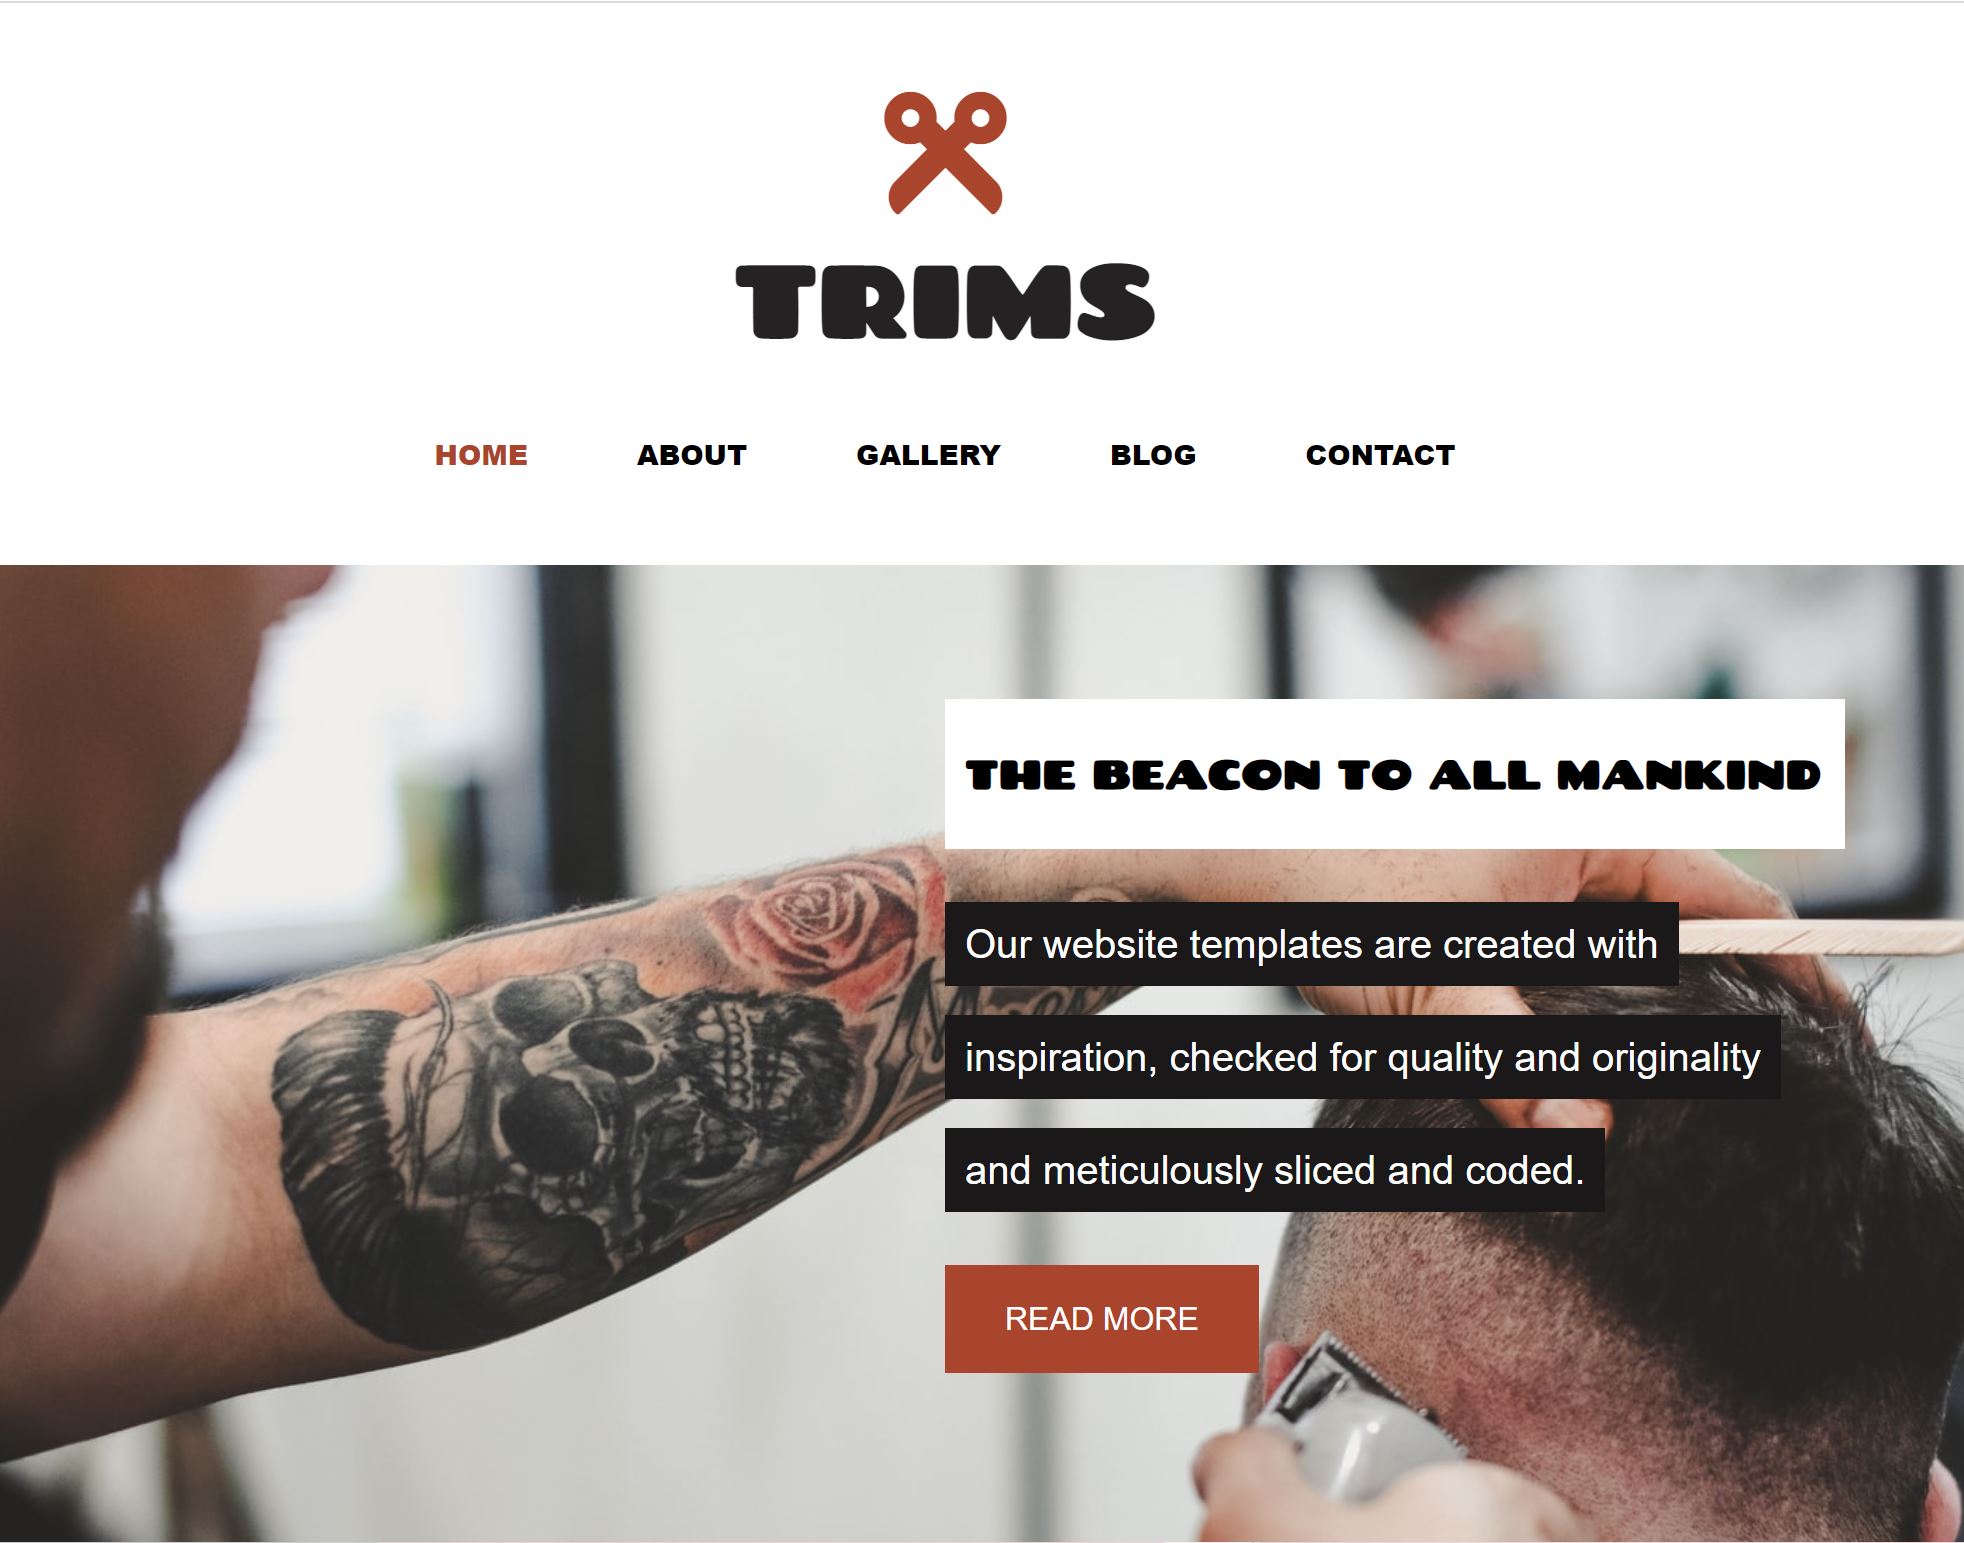 TRIMS
HOME ABOUT GALLERY BLOG CONTACT
THE BEACON TO ALL MANKIND
Our website templates are created with
inspiration, checked for quality and originality
and meticulously sliced and coded.
READ MORE